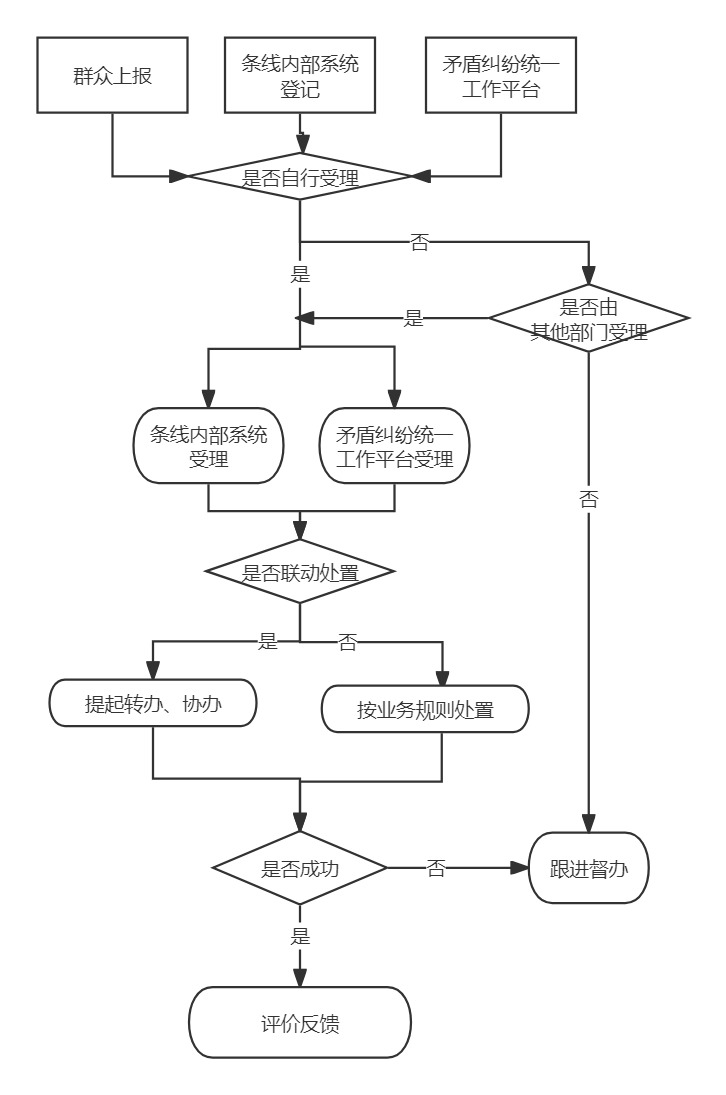 群众上报
条线内部系统
登记
矛盾纠纷统一
工作平台
是否自行受理
否
是
是否由
其他部门受理
是
条线内部系统
受理
矛盾纠纷统一
工作平台受理
否
是否联动处置
是
否
提起转办、协办
按业务规则处置
是否成功
否
跟进督办
是
评价反馈